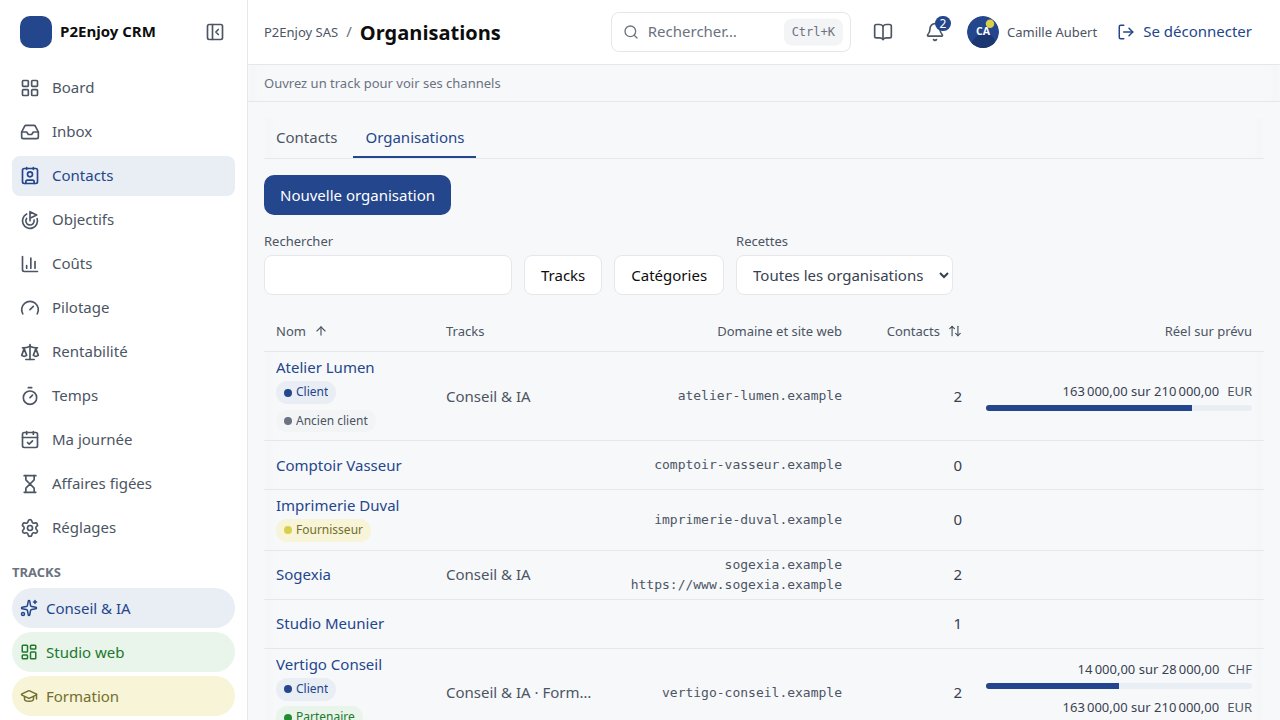 P2Enjoy CRM
Board
Inbox
Contacts
Objectifs
Coûts
Pilotage
Rentabilité
Temps
Ma journée
Affaires figées
Réglages
TRACKS
Conseil & IA
Studio web
Formation
P2Enjoy SAS / Organisations
Rechercher... Ctrl+K
2
CA Camille Aubert
Se déconnecter
Ouvrez un track pour voir ses channels
Contacts Organisations
Nouvelle organisation
Rechercher
Tracks
Catégories
Recettes
Toutes les organisations
Nom Tracks Domaine et site web Contacts Réel sur prévu
Atelier Lumen
Client
Ancien client
Conseil & IA
atelier-lumen.example
2
163 000,00 sur 210 000,00 EUR
Comptoir Vasseur
comptoir-vasseur.example
0
Imprimerie Duval
Fournisseur
imprimerie-duval.example
0
Sogexia
Conseil & IA
sogexia.example
https://www.sogexia.example
2
Studio Meunier
1
Vertigo Conseil
Client
Partenaire
Conseil & IA · Form...
vertigo-conseil.example
2
14 000,00 sur 28 000,00 CHF
163 000,00 sur 210 000,00 EUR